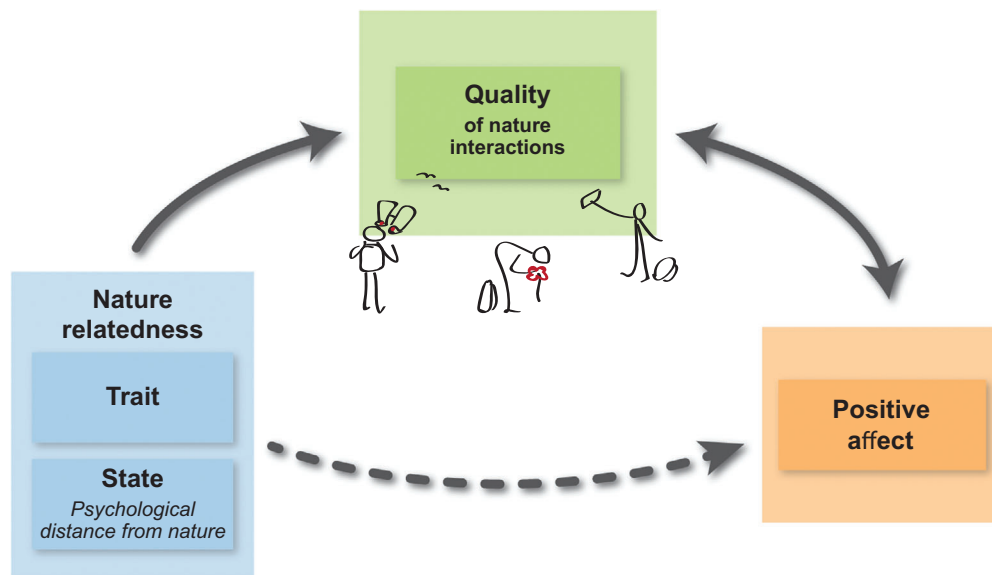 Quality
of nature
interactions
Nature
relatedness
Trait
State
Psychological
distance from nature
Positive
affect